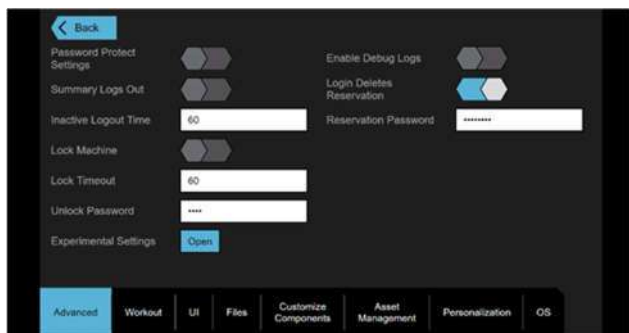 Back
Password Protect
Settings
Enable Debug Logs
Summary Logs Out
Login Deletes
Reservation
Inactive Logout Time
60
Reservation Password
••••••••
Lock Machine
Lock Timeout
60
Unlock Password
••••
Experimental Settings
Open
Advanced
Workout
UI
Files
Customize
Components
Asset
Management
Personalization
OS